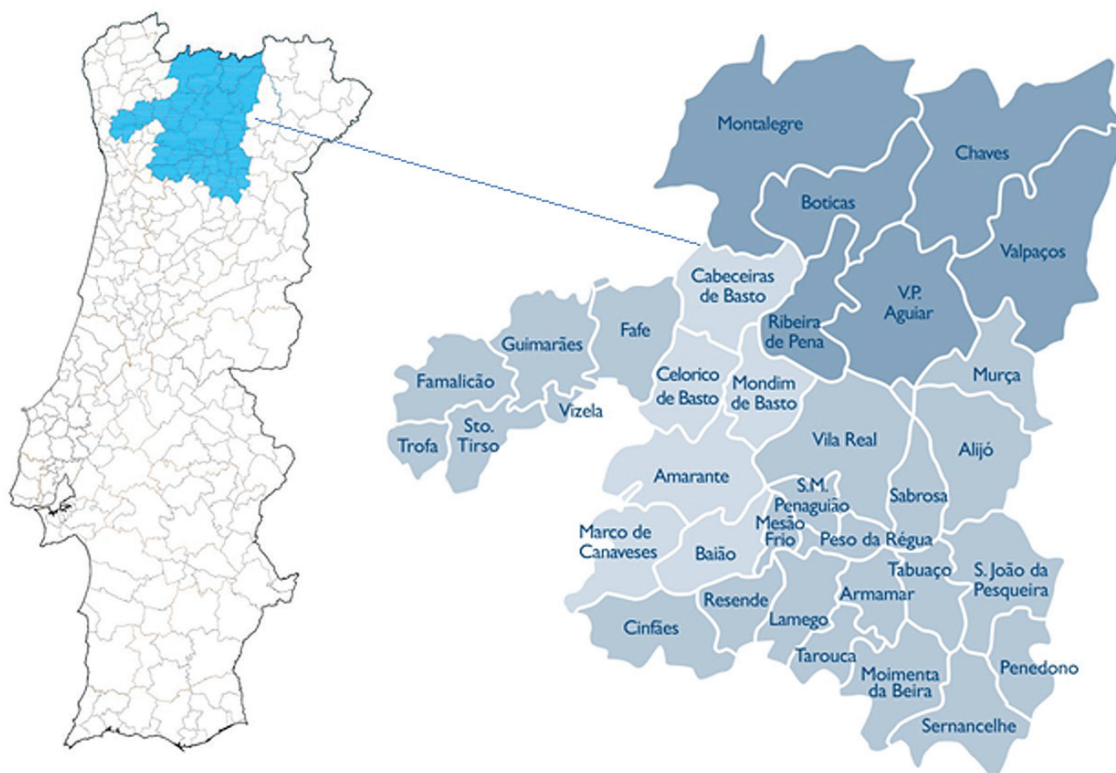 Montalegre
Chaves
Boticas
Valpaços
Cabeceiras
de Basto
V.P.
Aguiar
Ribeira
de Pena
Fafe
Guimarães
Famalicão
Celorico
de Basto
Mondim
de Basto
Murça
Vizela
Trofa
Sto.
Tirso
Vila Real
Alijó
Amarante
S.M.
Penaguião
Sabrosa
Mesão
Frio
Peso da Régua
Marco de
Canaveses
Baião
Tabuaço
S. João da
Pesqueira
Resende
Armamar
Lamego
Cinfães
Tarouca
Moimenta
da Beira
Penedono
Sernancelhe